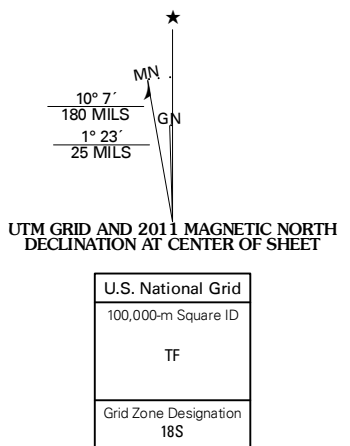 ★
MN
10° 7´
180 MILS
GN
1° 23´
25 MILS
UTM GRID AND 2011 MAGNETIC NORTH
DECLINATION AT CENTER OF SHEET
U.S. National Grid
100,000-m Square ID
TF
Grid Zone Designation
18S